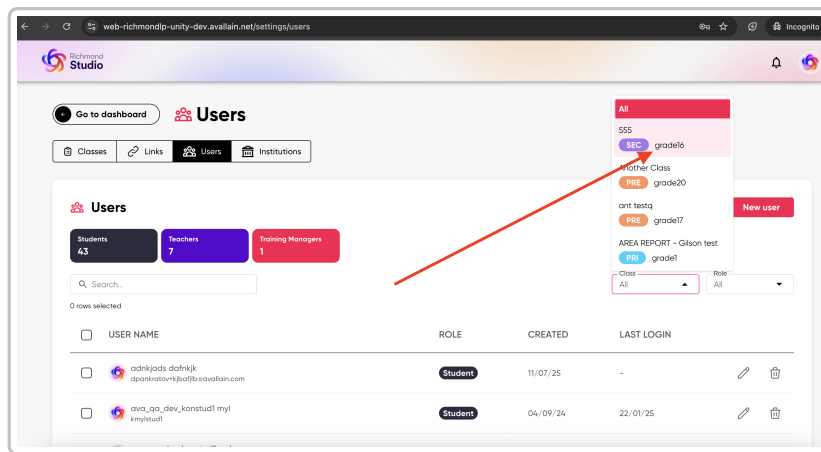 web-richmondlp-unity-dev.avallain.net/settings/users
Incognito
Richmond
Studio
Go to dashboard
Users
Classes
Links
Users
Institutions
All
555
SEC grade16
Another Class
PRE grade20
ant testq
PRE grade17
AREA REPORT - Gilson test
PRI grade1
Users
New user
Students
43
Teachers
7
Training Managers
1
Search...
Class
All
Role
All
0 rows selected
USER NAME
ROLE
CREATED
LAST LOGIN
adnkjads dafnkjk
dpankratov+kjbafjlb@avallain.com
Student
11/07/25
-
ava_qa_dev_konstud1 myl
kmylstud1
Student
04/09/24
22/01/25